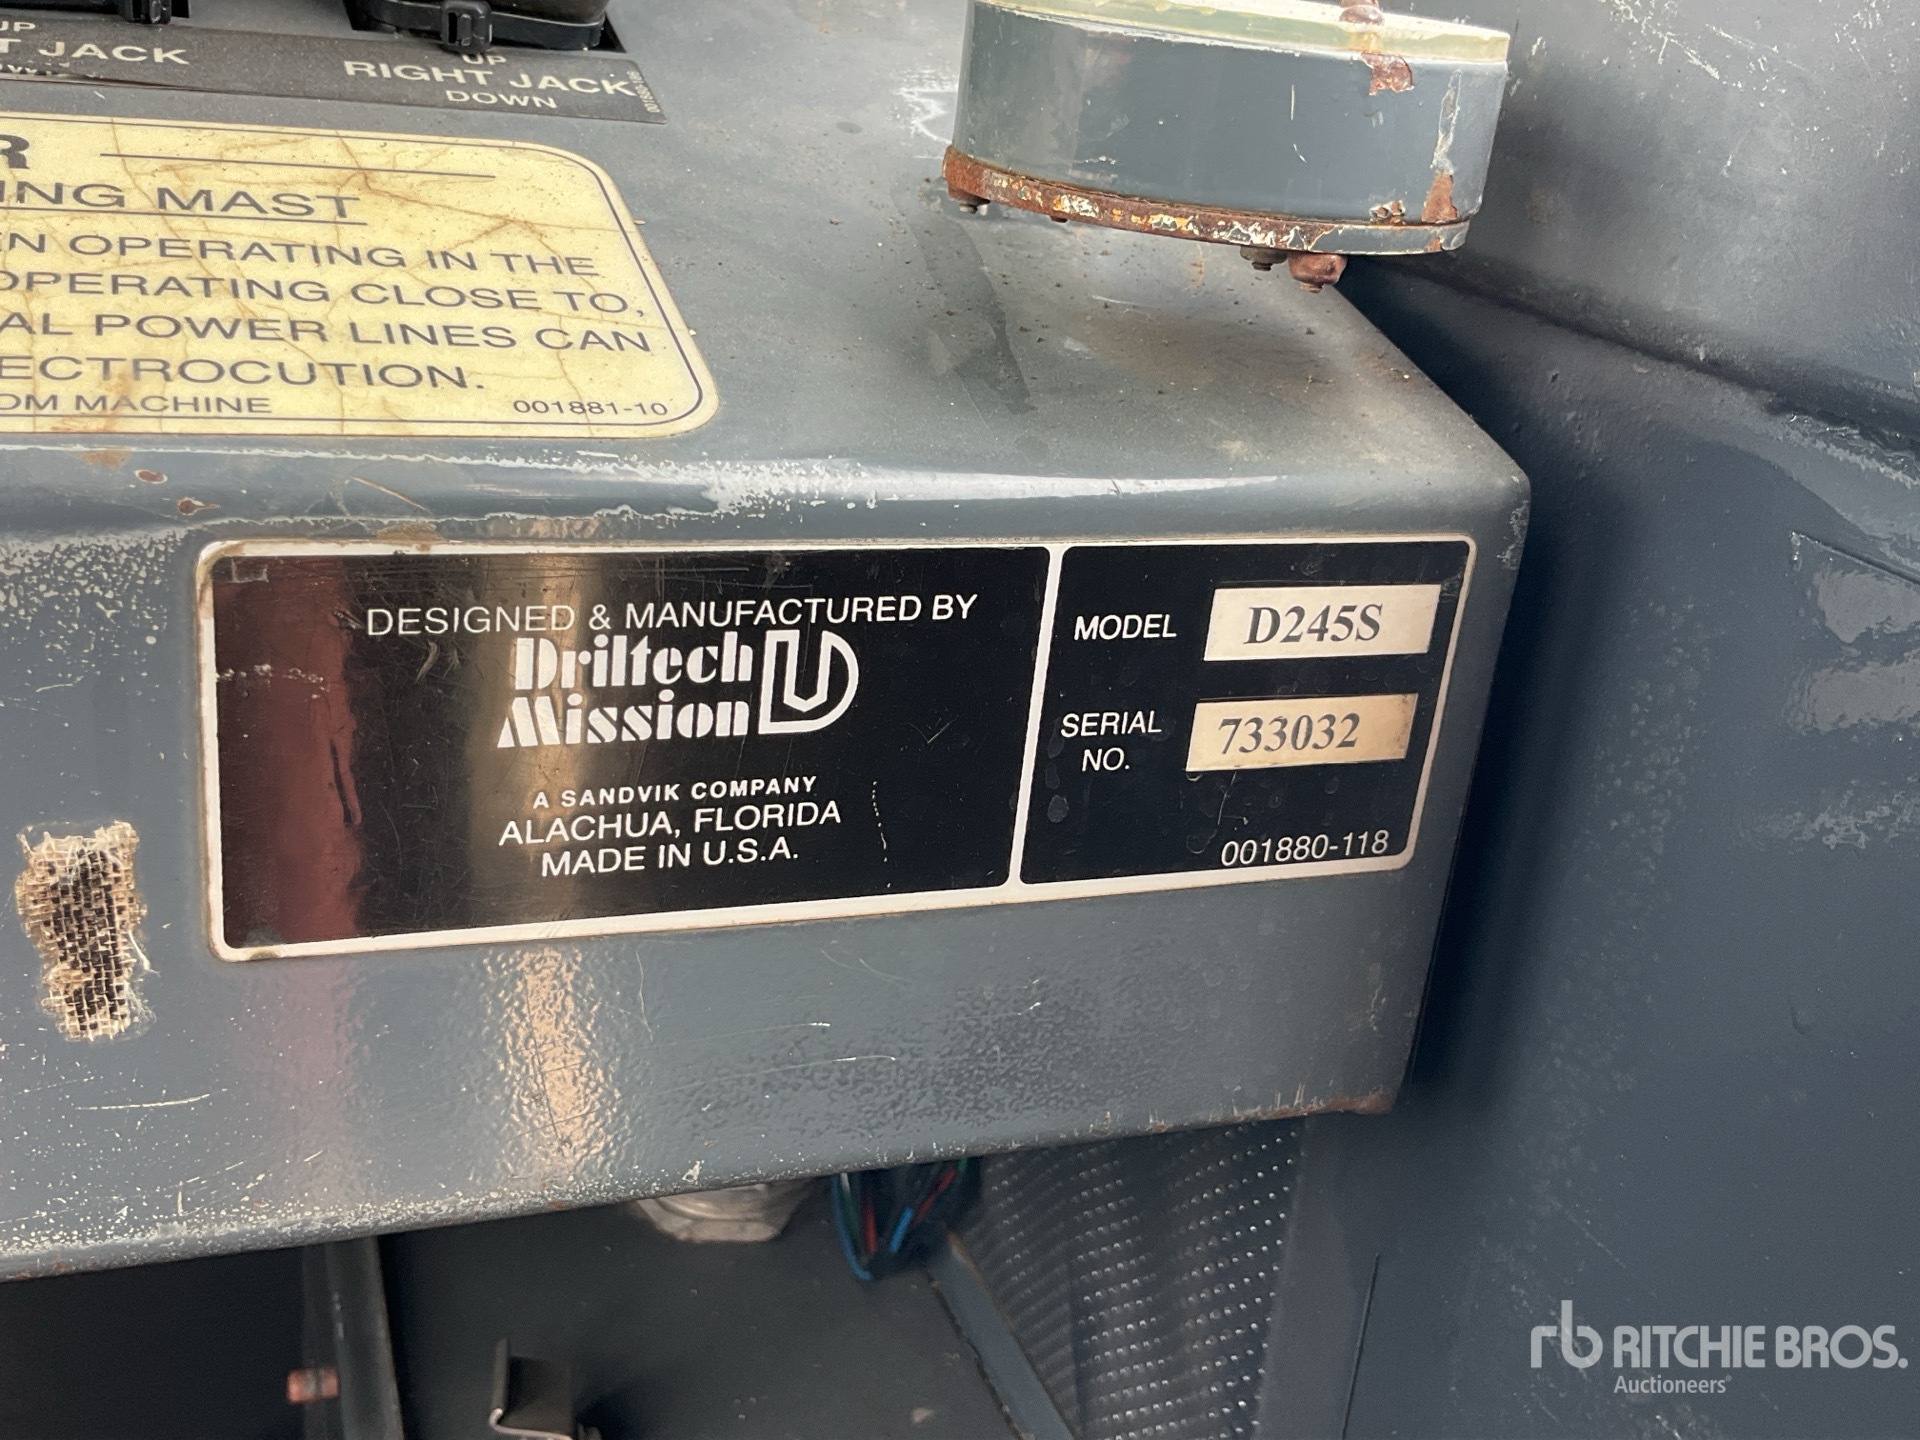 UP
T JACK
UP
RIGHT JACK
DOWN
R
ING MAST
EN OPERATING IN THE
OPERATING CLOSE TO,
AL POWER LINES CAN
ECTROCUTION.
OM MACHINE 001881-10
DESIGNED & MANUFACTURED BY
Driltech
Mission
A SANDVIK COMPANY
ALACHUA, FLORIDA
MADE IN U.S.A.
MODEL D245S
SERIAL
NO. 733032
001880-118
rb RITCHIE BROS.
Auctioneers